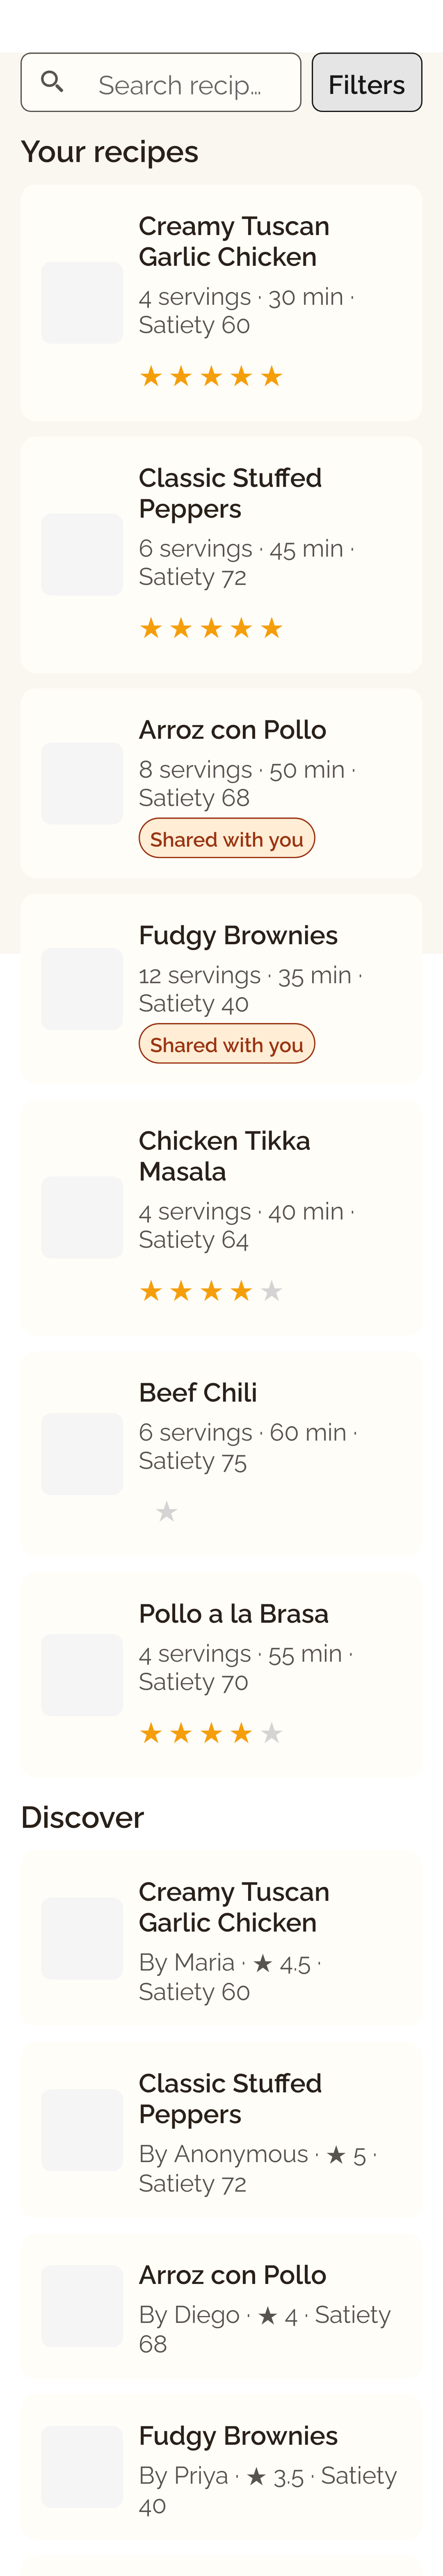 Search recip...
Filters
Your recipes
Creamy Tuscan
Garlic Chicken
4 servings · 30 min ·
Satiety 60
★ ★ ★ ★ ★
Classic Stuffed
Peppers
6 servings · 45 min ·
Satiety 72
★ ★ ★ ★ ★
Arroz con Pollo
8 servings · 50 min ·
Satiety 68
Shared with you
Fudgy Brownies
12 servings · 35 min ·
Satiety 40
Shared with you
Chicken Tikka
Masala
4 servings · 40 min ·
Satiety 64
★ ★ ★ ★ ★
Beef Chili
6 servings · 60 min ·
Satiety 75
★
Pollo a la Brasa
4 servings · 55 min ·
Satiety 70
★ ★ ★ ★ ★
Discover
Creamy Tuscan
Garlic Chicken
By Maria · ★ 4.5 ·
Satiety 60
Classic Stuffed
Peppers
By Anonymous · ★ 5 ·
Satiety 72
Arroz con Pollo
By Diego · ★ 4 · Satiety
68
Fudgy Brownies
By Priya · ★ 3.5 · Satiety
40